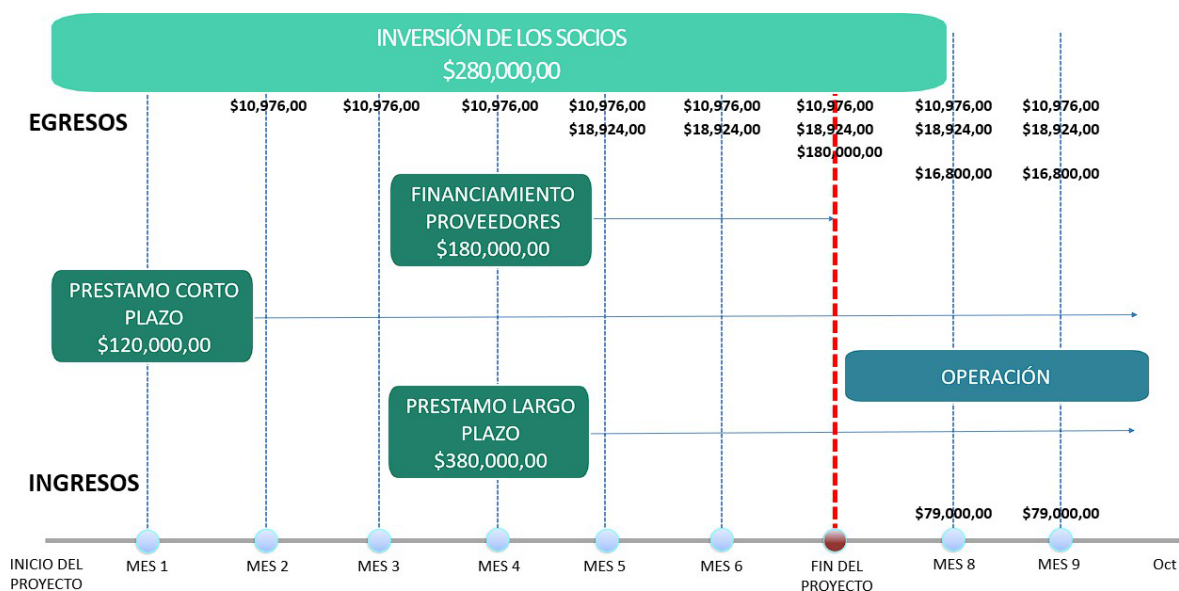 INVERSIÓN DE LOS SOCIOS
$280,000,00
EGRESOS
$10,976,00 $10,976,00 $10,976,00 $10,976,00 $10,976,00 $10,976,00 $10,976,00 $10,976,00
$18,924,00 $18,924,00 $18,924,00 $18,924,00 $18,924,00
$180,000,00
$16,800,00 $16,800,00
FINANCIAMIENTO
PROVEEDORES
$180,000,00
PRESTAMO CORTO
PLAZO
$120,000,00
OPERACIÓN
PRESTAMO LARGO
PLAZO
$380,000,00
INGRESOS
$79,000,00 $79,000,00
INICIO DEL
PROYECTO
MES 1
MES 2
MES 3
MES 4
MES 5
MES 6
FIN DEL
PROYECTO
MES 8
MES 9
Oct